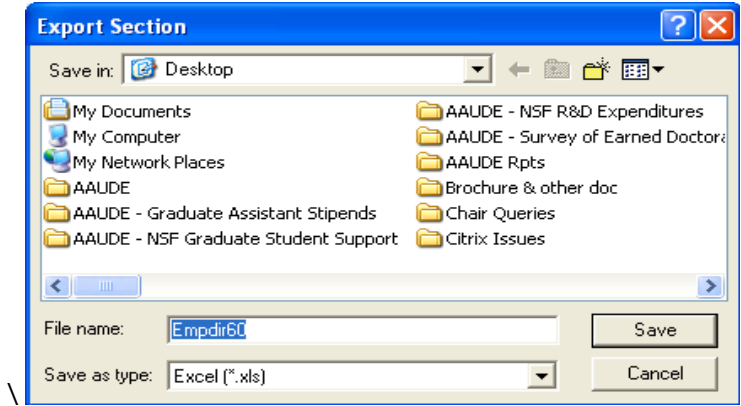 Export Section
Save in: Desktop
My Documents
My Computer
My Network Places
AAUDE
AAUDE - Graduate Assistant Stipends
AAUDE - NSF Graduate Student Support
AAUDE - NSF R&D Expenditures
AAUDE - Survey of Earned Doctora
AAUDE Rpts
Brochure & other doc
Chair Queries
Citrix Issues
File name: Empdir60
Save
Save as type: Excel (*.xls)
Cancel
\